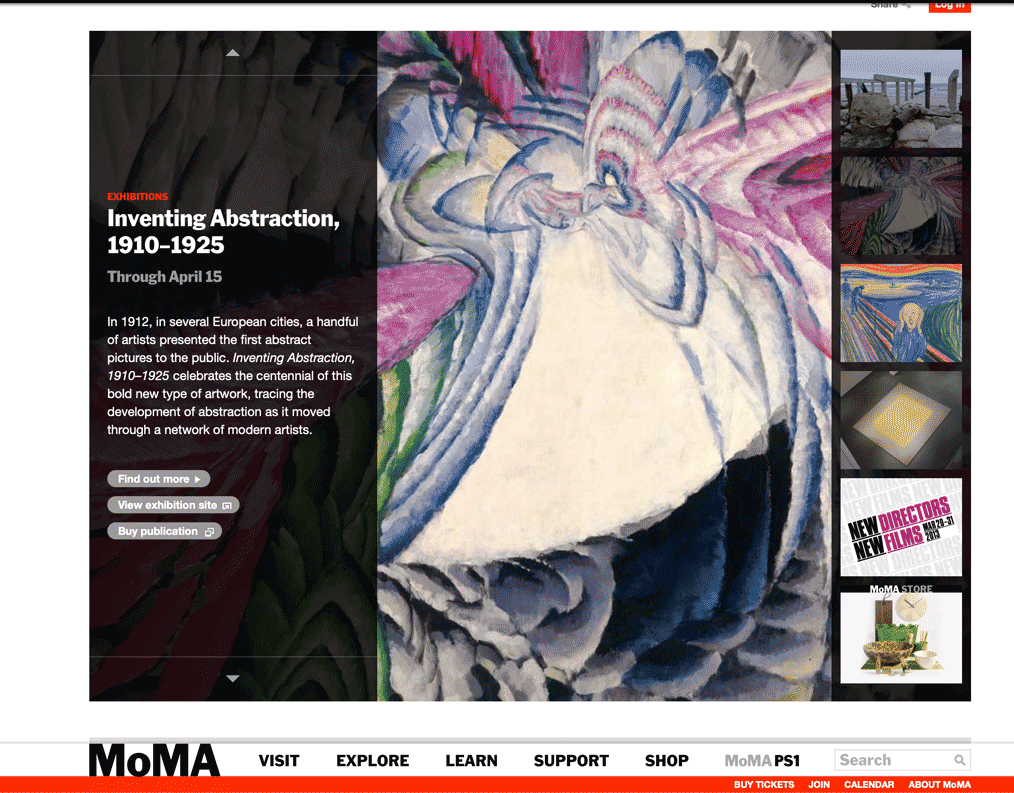 Share
Log in
EXHIBITIONS
Inventing Abstraction,
1910–1925
Through April 15
In 1912, in several European cities, a handful
of artists presented the first abstract
pictures to the public. Inventing Abstraction,
1910–1925 celebrates the centennial of this
bold new type of artwork, tracing the
development of abstraction as it moved
through a network of modern artists.
Find out more
View exhibition site
Buy publication
NEW DIRECTORS
NEW FILMS
MAR 20–31
2013
MoMA STORE
MoMA
VISIT
EXPLORE
LEARN
SUPPORT
SHOP
MoMA PS1
Search
BUY TICKETS
JOIN
CALENDAR
ABOUT MoMA